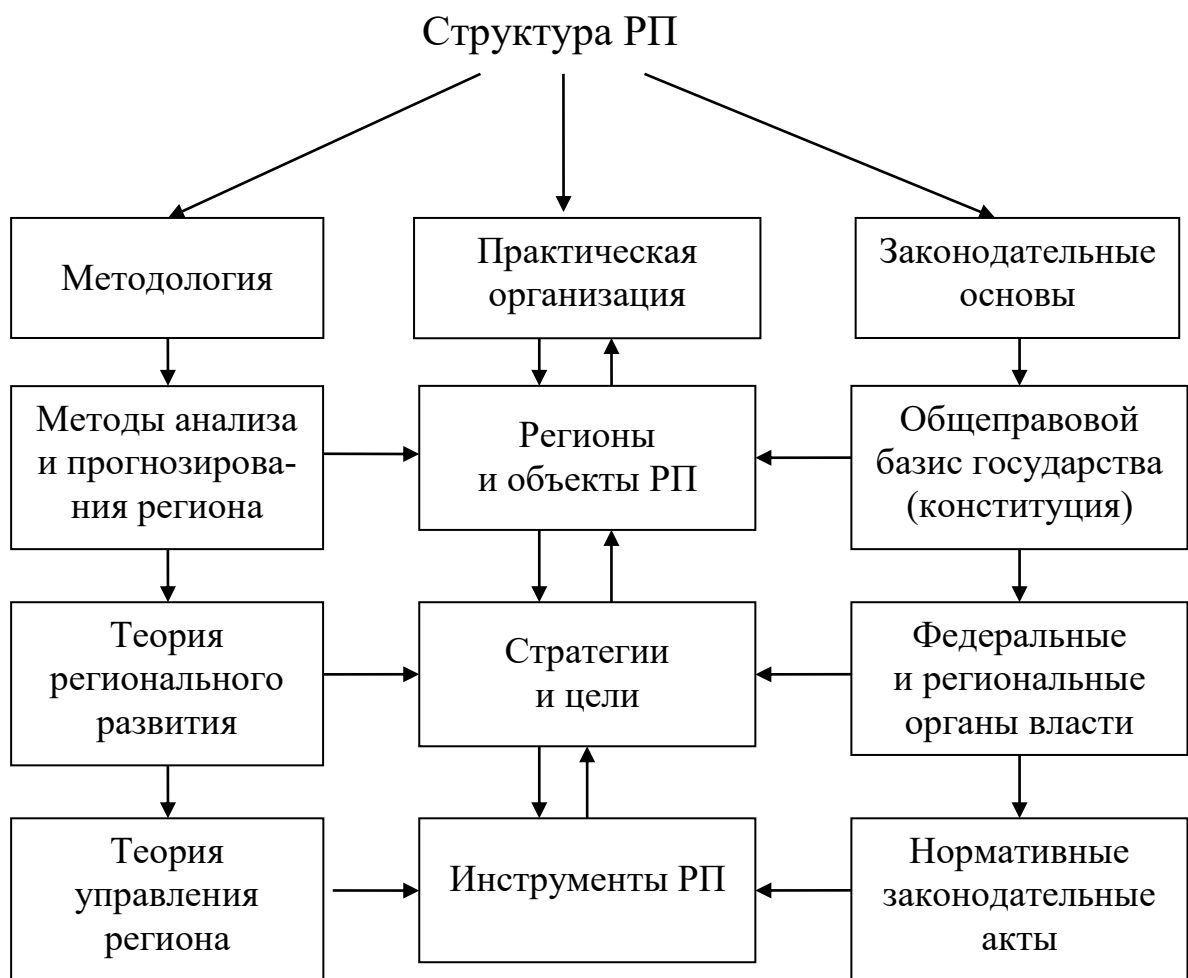 Структура РП
Методология
Практическая
организация
Законодательные
основы
Методы анализа
и прогнозирова-
ния региона
Регионы
и объекты РП
Общеправовой
базис государства
(конституция)
Теория
регионального
развития
Стратегии
и цели
Федеральные
и региональные
органы власти
Теория
управления
региона
Инструменты РП
Нормативные
законодательные
акты